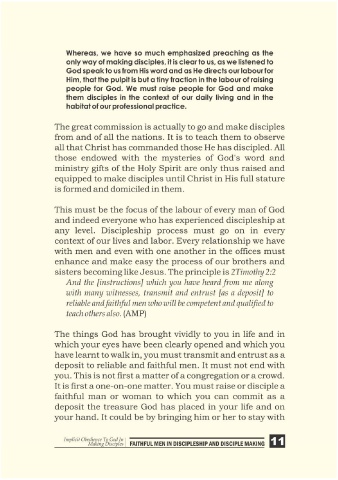 Whereas, we have so much emphasized preaching as the
only way of making disciples, it is clear to us, as we listened to
God speak to us from His word and as He directs our labour for
Him, that the pulpit is but a tiny fraction in the labour of raising
people for God. We must raise people for God and make
them disciples in the context of our daily living and in the
habitat of our professional practice.
The great commission is actually to go and make disciples
from and of all the nations. It is to teach them to observe
all that Christ has commanded those He has discipled. All
those endowed with the mysteries of God's word and
ministry gifts of the Holy Spirit are only thus raised and
equipped to make disciples until Christ in His full stature
is formed and domiciled in them.
This must be the focus of the labour of every man of God
and indeed everyone who has experienced discipleship at
any level. Discipleship process must go on in every
context of our lives and labor. Every relationship we have
with men and even with one another in the offices must
enhance and make easy the process of our brothers and
sisters becoming like Jesus. The principle is 2Timothy 2:2
And the [instructions] which you have heard from me along
with many witnesses, transmit and entrust [as a deposit] to
reliable and faithful men who will be competent and qualified to
teach others also. (AMP)
The things God has brought vividly to you in life and in
which your eyes have been clearly opened and which you
have learnt to walk in, you must transmit and entrust as a
deposit to reliable and faithful men. It must not end with
you. This is not first a matter of a congregation or a crowd.
It is first a one-on-one matter. You must raise or disciple a
faithful man or woman to which you can commit as a
deposit the treasure God has placed in your life and on
your hand. It could be by bringing him or her to stay with
Implicit Obedience To God In
Making Disciples
FAITHFUL MEN IN DISCIPLESHIP AND DISCIPLE MAKING 11